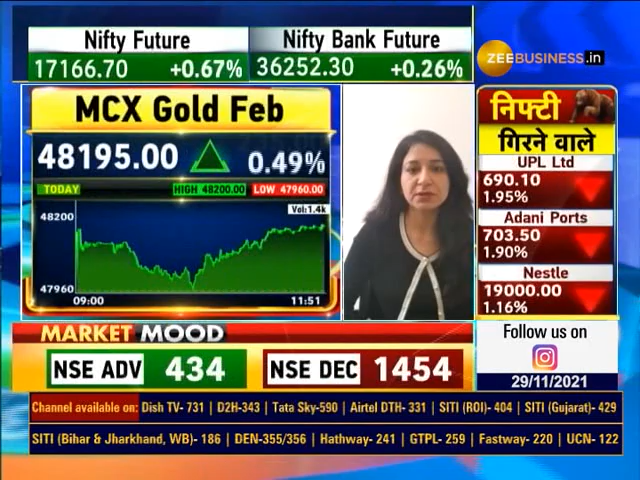 Nifty Future
17166.70 +0.67%
Nifty Bank Future
36252.30 +0.26%
ZEEBUSINESS.in
MCX Gold Feb
48195.00 0.49%
TODAY HIGH 48200.00 LOW 47960.00
Vol:1.4k
48200
47960
09:00 11:51
निफ्टी
गिरने वाले
UPL Ltd
690.10
1.95%
Adani Ports
703.50
1.90%
Nestle
19000.00
1.16%
MARKET MOOD
NSE ADV 434 NSE DEC 1454
Follow us on
29/11/2021
Channel available on: Dish TV- 731 | D2H-343 | Tata Sky-590 | Airtel DTH- 331 | SITI (ROI)- 404 | SITI (Gujarat)- 429
SITI (Bihar & Jharkhand, WB)- 186 | DEN-355/356 | Hathway- 241 | GTPL- 259 | Fastway- 220 | UCN- 122